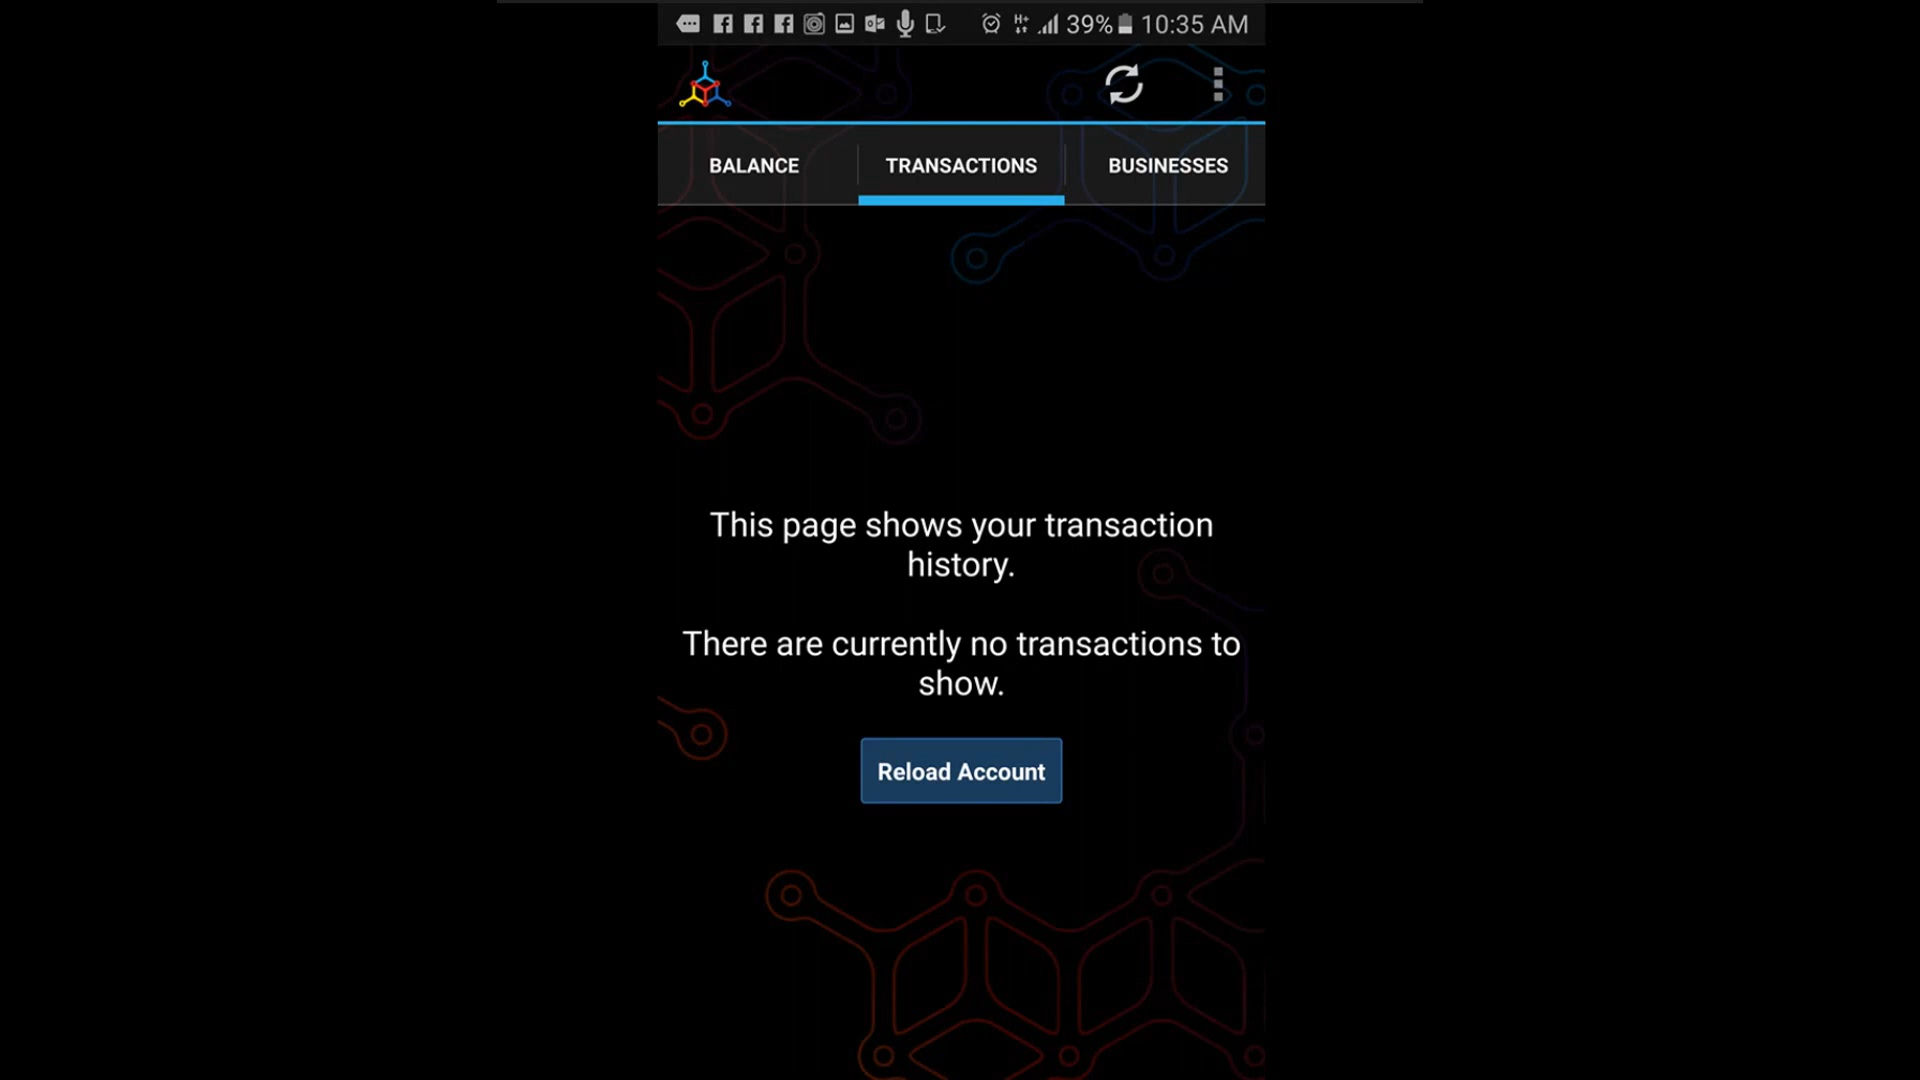 39% 10:35 AM
BALANCE TRANSACTIONS BUSINESSES
This page shows your transaction
history.
There are currently no transactions to
show.
Reload Account